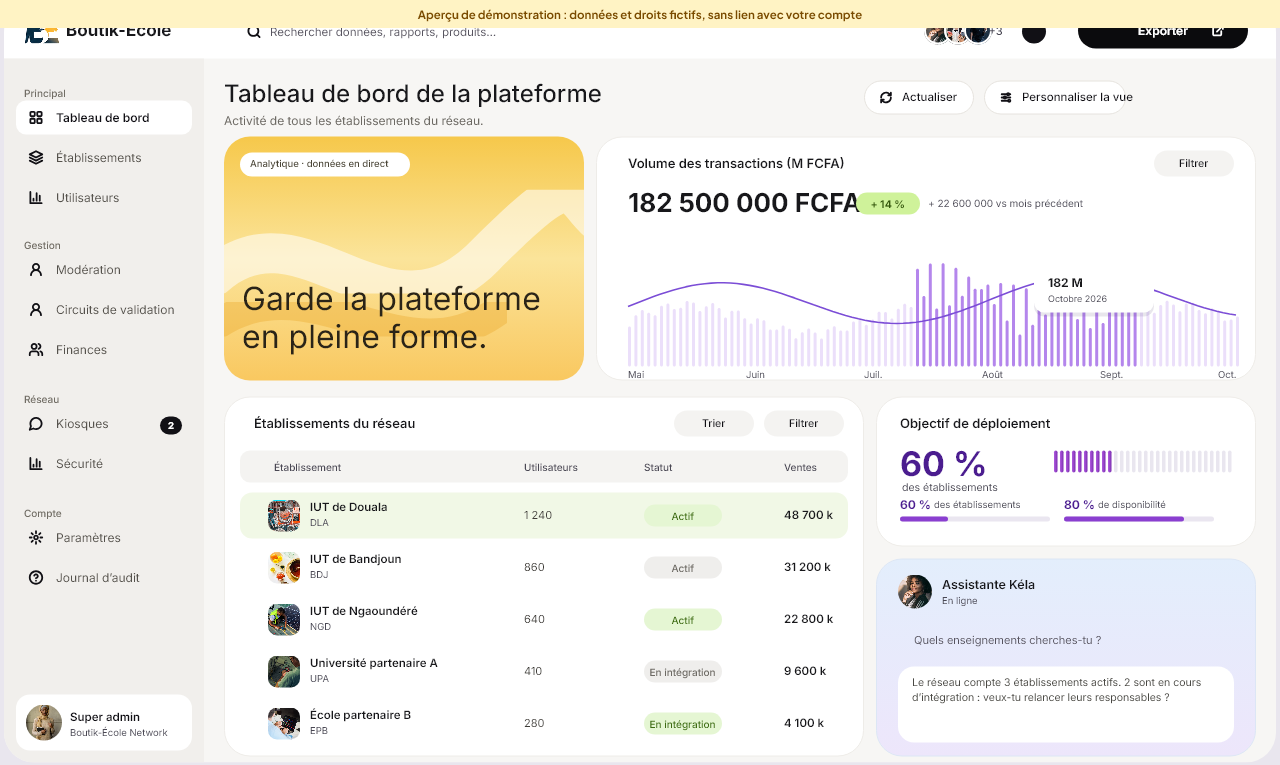 Aperçu de démonstration : données et droits fictifs, sans lien avec votre compte
Boutik-École
Rechercher données, rapports, produits...
+3
Exporter
Principal
Tableau de bord
Établissements
Utilisateurs
Gestion
Modération
Circuits de validation
Finances
Réseau
Kiosques
2
Sécurité
Compte
Paramètres
Journal d'audit
Super admin
Boutik-École Network
Tableau de bord de la plateforme
Activité de tous les établissements du réseau.
Actualiser
Personnaliser la vue
Analytique · données en direct
Garde la plateforme
en pleine forme.
Volume des transactions (M FCFA)
Filtrer
182 500 000 FCFA
+ 14 %
+ 22 600 000 vs mois précédent
182 M
Octobre 2026
Mai Juin Juil. Août Sept. Oct.
Établissements du réseau
Trier
Filtrer
Établissement Utilisateurs Statut Ventes
IUT de Douala
DLA
1 240 Actif 48 700 k
IUT de Bandjoun
BDJ
860 Actif 31 200 k
IUT de Ngaoundéré
NGD
640 Actif 22 800 k
Université partenaire A
UPA
410 En intégration 9 600 k
École partenaire B
EPB
280 En intégration 4 100 k
Objectif de déploiement
60 %
des établissements
60 % des établissements
80 % de disponibilité
Assistante Kéla
En ligne
Quels enseignements cherches-tu ?
Le réseau compte 3 établissements actifs. 2 sont en cours
d'intégration : veux-tu relancer leurs responsables ?